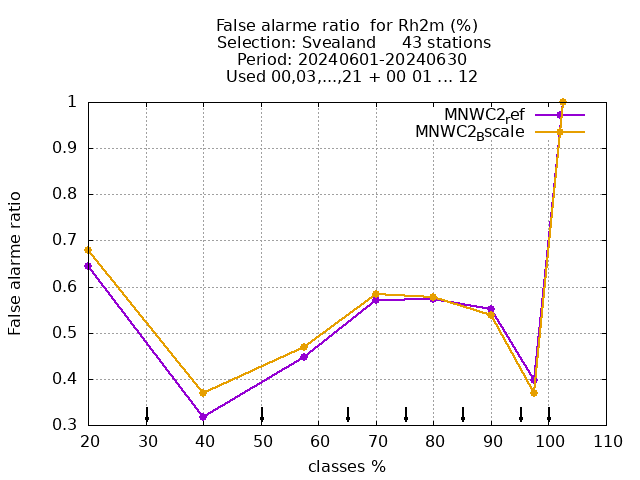 False alarme ratio  for Rh2m (%)
Selection: Svealand     43 stations
Period: 20240601-20240630
Used 00,03,...,21 + 00 01 ... 12
MNWC2ref
MNWC2Bscale
1
0.9
0.8
0.7
0.6
0.5
0.4
0.3
False alarme ratio
20 30 40 50 60 70 80 90 100 110
classes %